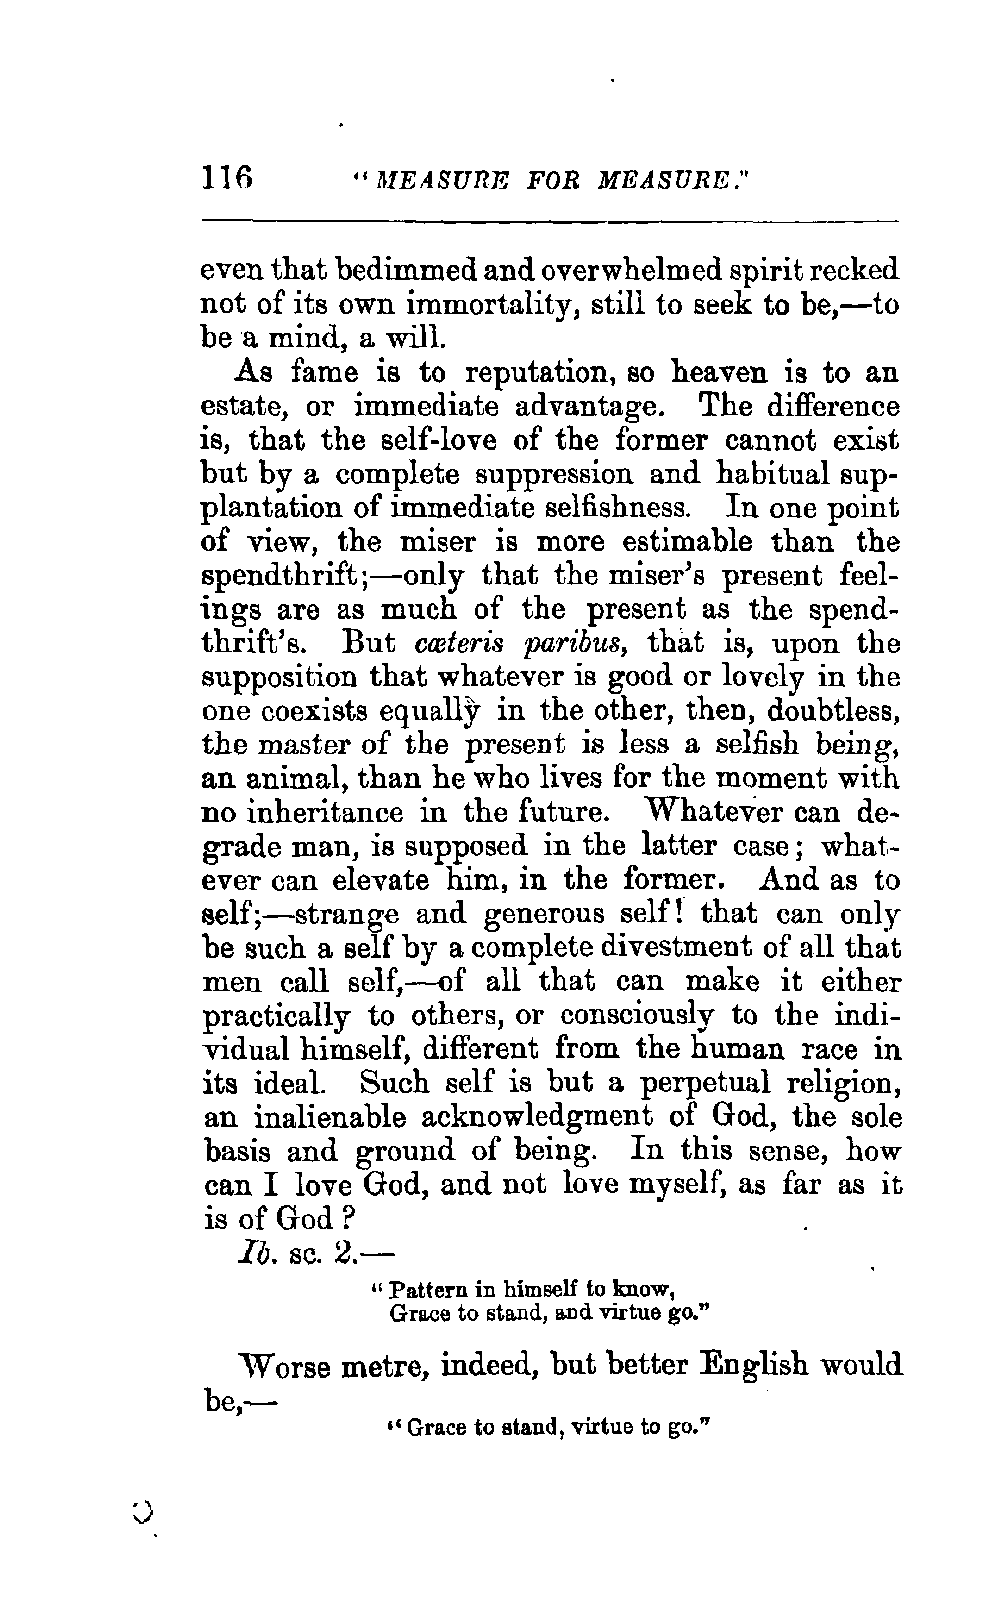 116 "MEASURE FOR MEASURE."
even that bedimmed and overwhelmed spirit recked
not of its own immortality, still to seek to be,—to
be a mind, a will.
As fame is to reputation, so heaven is to an
estate, or immediate advantage. The difference
is, that the self-love of the former cannot exist
but by a complete suppression and habitual sup-
plantation of immediate selfishness. In one point
of view, the miser is more estimable than the
spendthrift;—only that the miser's present feel-
ings are as much of the present as the spend-
thrift's. But cæteris paribus, that is, upon the
supposition that whatever is good or lovely in the
one coexists equally in the other, then, doubtless,
the master of the present is less a selfish being,
an animal, than he who lives for the moment with
no inheritance in the future. Whatever can de-
grade man, is supposed in the latter case; what-
ever can elevate him, in the former. And as to
self;—strange and generous self! that can only
be such a self by a complete divestment of all that
men call self,—of all that can make it either
practically to others, or consciously to the indi-
vidual himself, different from the human race in
its ideal. Such self is but a perpetual religion,
an inalienable acknowledgment of God, the sole
basis and ground of being. In this sense, how
can I love God, and not love myself, as far as it
is of God?
Ib. sc. 2.—
"Pattern in himself to know,
Grace to stand, and virtue go."
Worse metre, indeed, but better English would
be,—
"Grace to stand, virtue to go."